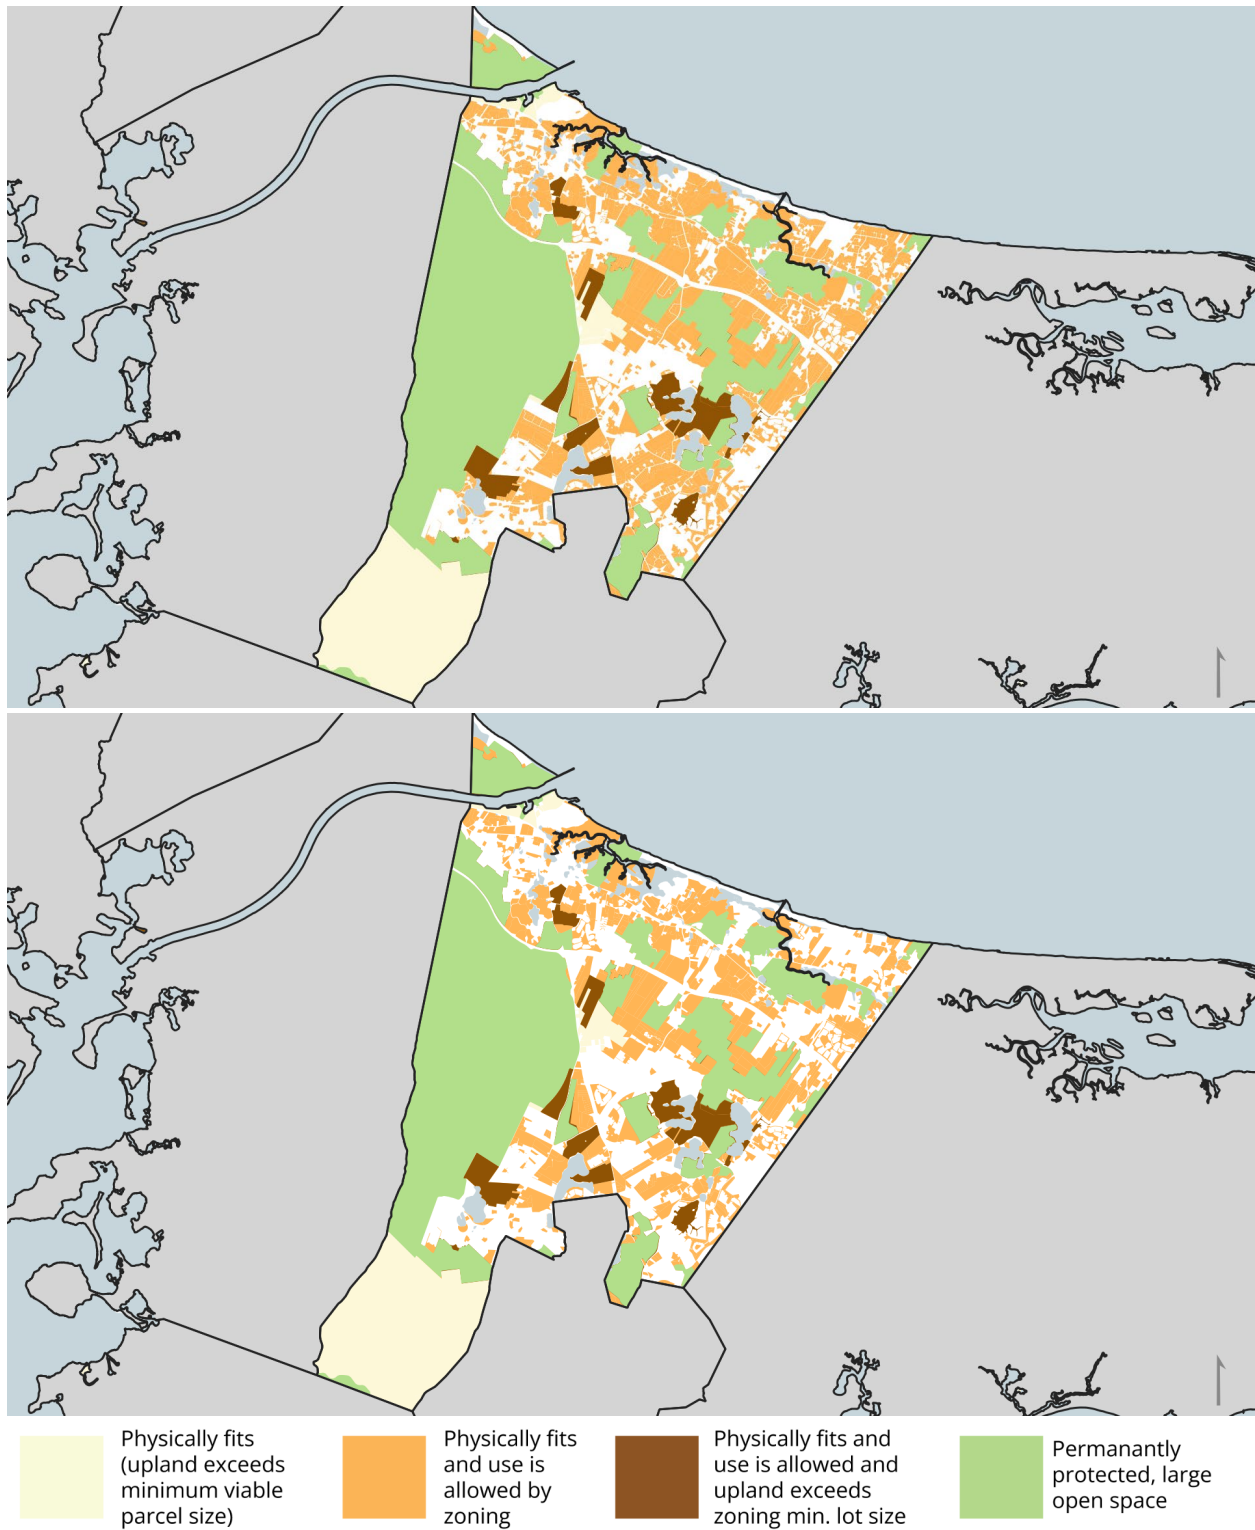 Physically fits
(upland exceeds
minimum viable
parcel size)
Physically fits
and use is
allowed by
zoning
Physically fits and
use is allowed and
upland exceeds
zoning min. lot size
Permanantly
protected, large
open space